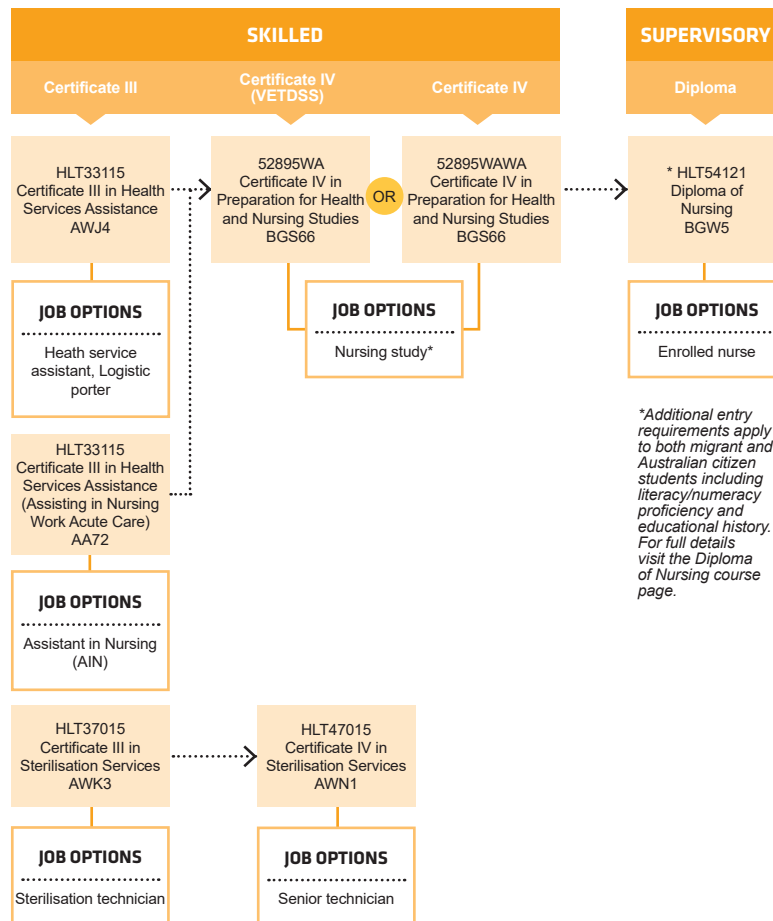 SKILLED
SUPERVISORY
Certificate III
Certificate IV
(VETDSS)
Certificate IV
Diploma
HLT33115
Certificate III in Health
Services Assistance
AWJ4
52895WA
Certificate IV in
Preparation for Health
and Nursing Studies
BGS66
OR
52895WAWA
Certificate IV in
Preparation for Health
and Nursing Studies
BGS66
* HLT54121
Diploma of
Nursing
BGW5
JOB OPTIONS
Heath service
assistant, Logistic
porter
JOB OPTIONS
Nursing study*
JOB OPTIONS
Enrolled nurse
*Additional entry
requirements apply
to both migrant and
Australian citizen
students including
literacy/numeracy
proficiency and
educational history.
For full details
visit the Diploma
of Nursing course
page.
HLT33115
Certificate III in Health
Services Assistance
(Assisting in Nursing
Work Acute Care)
AA72
JOB OPTIONS
Assistant in Nursing
(AIN)
HLT37015
Certificate III in
Sterilisation Services
AWK3
HLT47015
Certificate IV in
Sterilisation Services
AWN1
JOB OPTIONS
Sterilisation technician
JOB OPTIONS
Senior technician